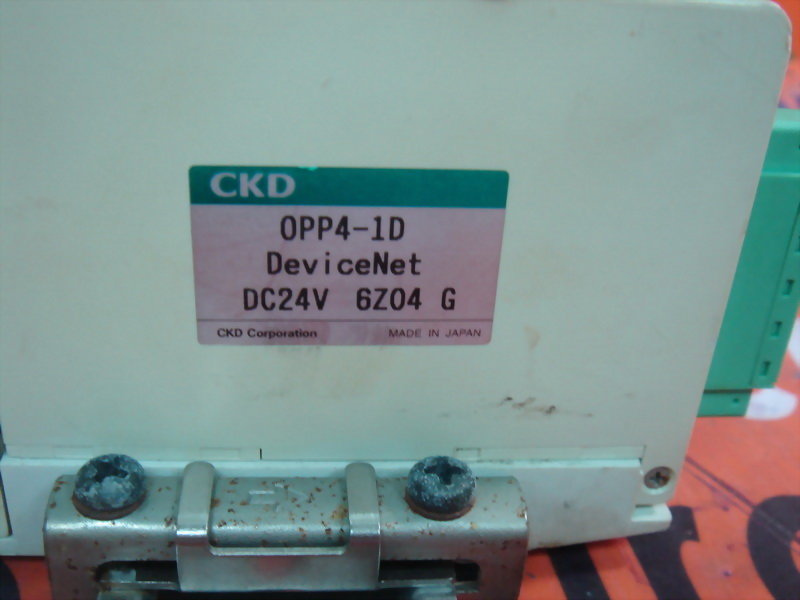 CKD
OPP4-1D
DeviceNet
DC24V 6Z04 G
CKD Corporation MADE IN JAPAN